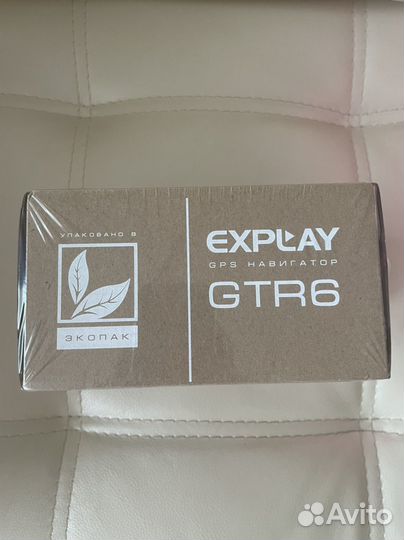 УПАКОВАНО В
ЭКОПАК
EXPLAY
GPS НАВИГАТОР
GTR6
Avito